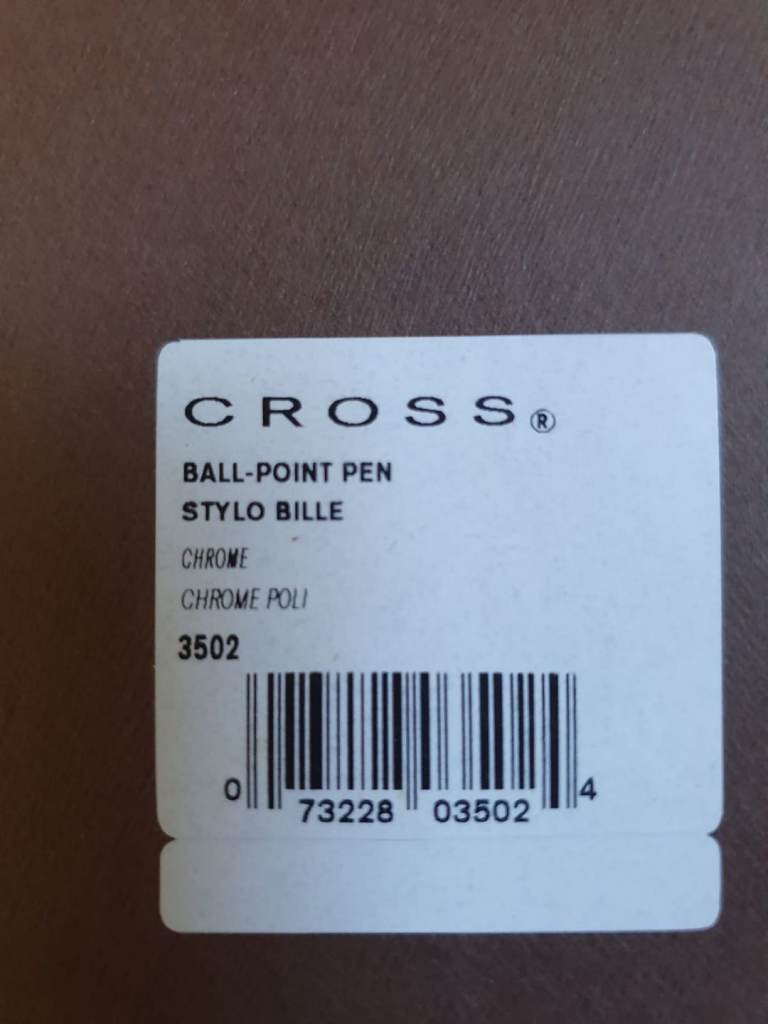 CROSS®
BALL-POINT PEN
STYLO BILLE
CHROME
CHROME POLI
3502
0 73228 03502 4